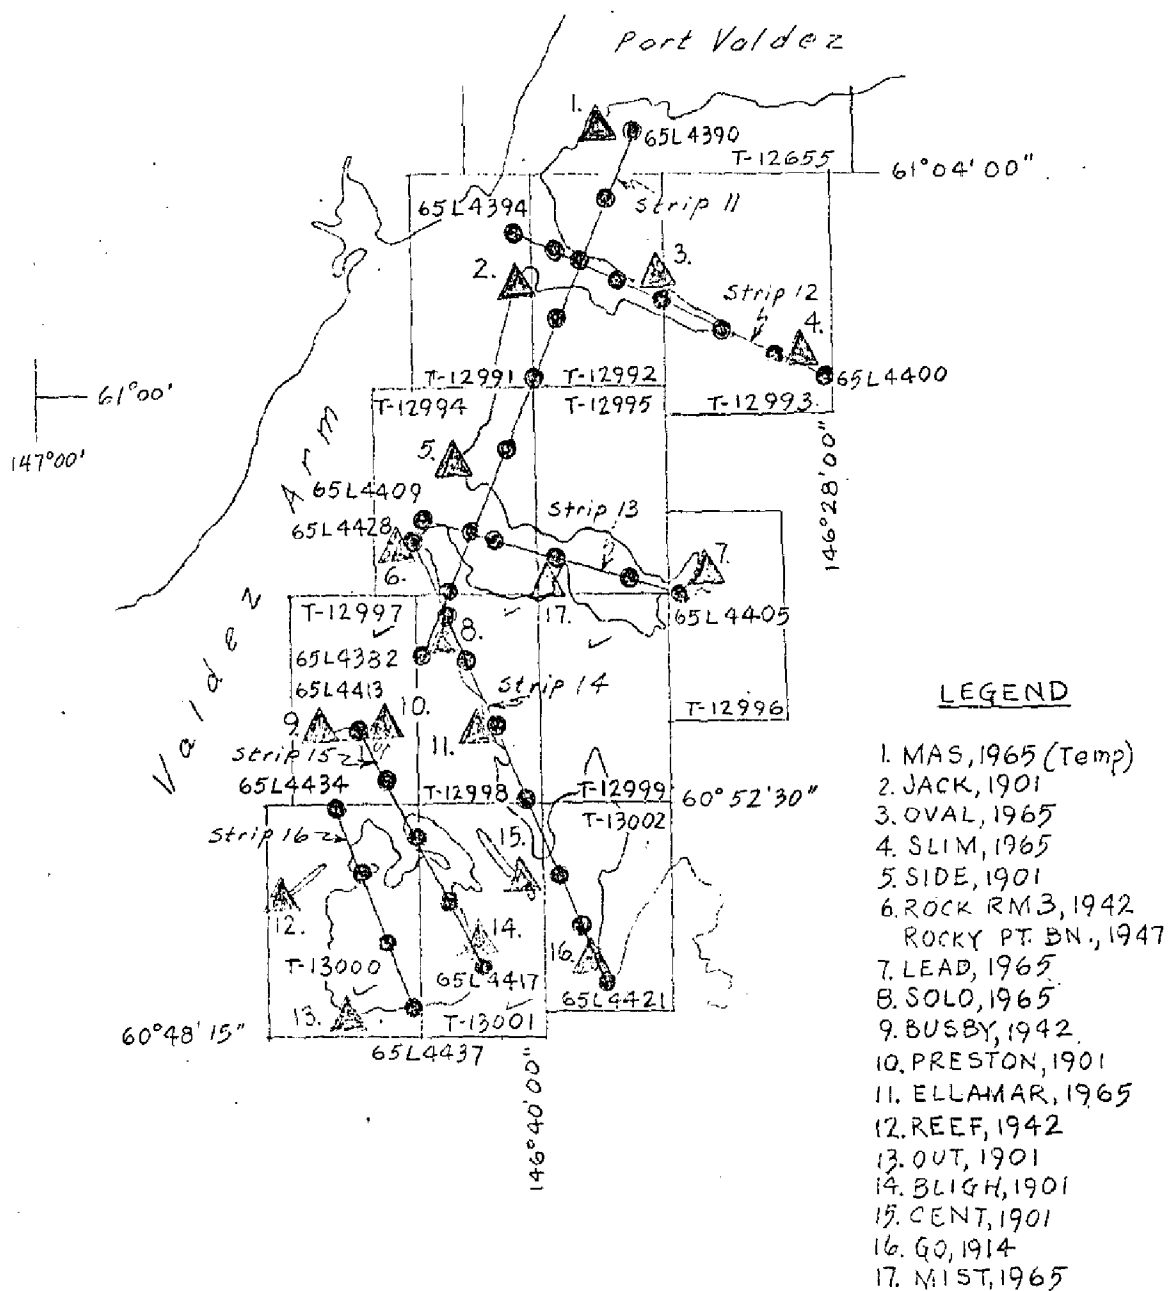 Port Valdez
1.
65L4390
T-12655
61°04'00"
Strip 11
65L4394
3.
2.
Strip 12
4.
T-12991
T-12992
65L4400
61°00'
T-12994
T-12995
T-12993
147°00'
Valdez Arm
5.
146°28'00"
65L4409
Strip 13
65L4428
6.
7.
17.
T-12997
65L4405
8.
65L4382
65L4413
Strip 14
10.
9.
11.
T-12996
Strip 15
65L4434
T-12998
T-12999
60°52'30"
T-13002
Strip 16
15.
12.
14.
16.
T-13000
65L4417
65L4421
13.
T-13001
60°48'15"
65L4437
146°40'00"
LEGEND
1. MAS, 1965 (Temp)
2. JACK, 1901
3. OVAL, 1965
4. SLIM, 1965
5. SIDE, 1901
6. ROCK RM3, 1942
ROCKY PT. BN., 1947
7. LEAD, 1965
8. SOLO, 1965
9. BUSBY, 1942
10. PRESTON, 1901
11. ELLAMAR, 1965
12. REEF, 1942
13. OUT, 1901
14. BLIGH, 1901
15. CENT, 1901
16. GO, 1914
17. MIST, 1965